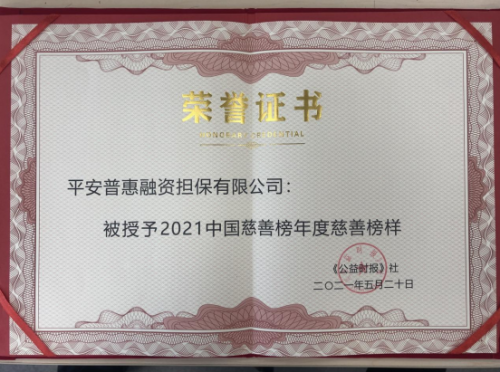 荣誉证书
平安普惠融资担保有限公司：
被授予2021中国慈善榜年度慈善榜样
《公益时报》社
二〇二一年五月二十日